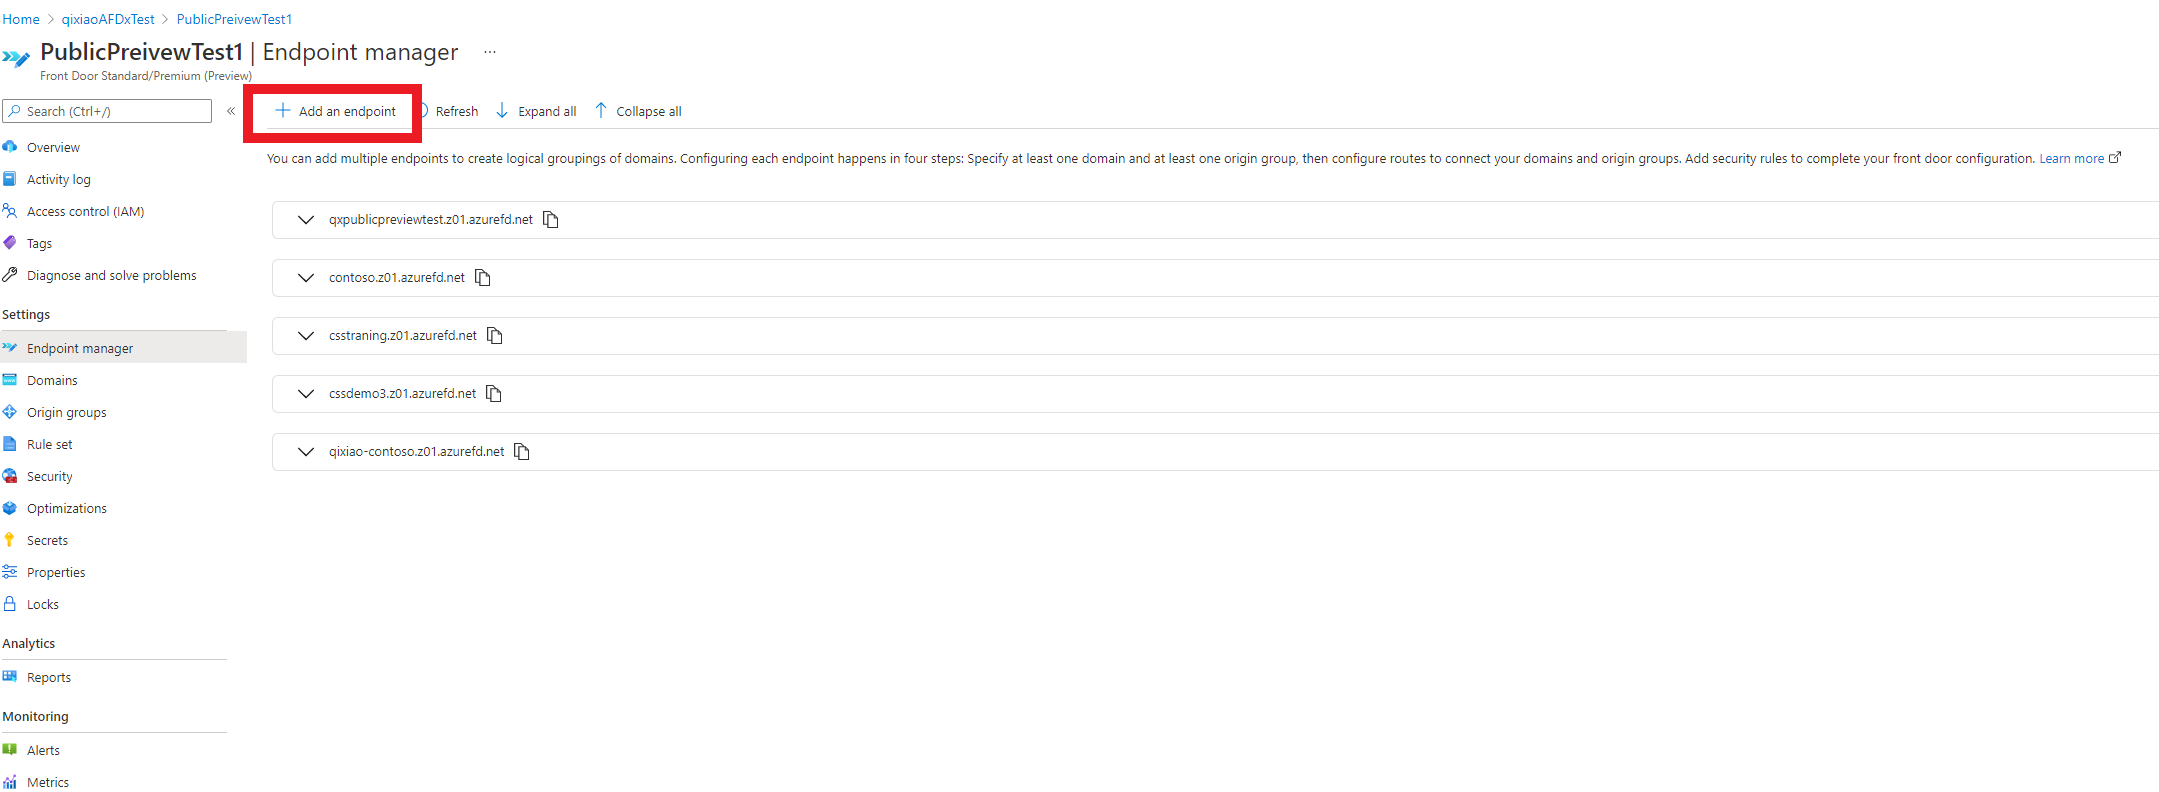 Home > qixiaoAFDxTest > PublicPreivewTest1
PublicPreivewTest1 | Endpoint manager ...
Front Door Standard/Premium (Preview)
Search (Ctrl+/) «
Add an endpoint Refresh Expand all Collapse all
You can add multiple endpoints to create logical groupings of domains. Configuring each endpoint happens in four steps: Specify at least one domain and at least one origin group, then configure routes to connect your domains and origin groups. Add security rules to complete your front door configuration. Learn more
Overview
Activity log
Access control (IAM)
Tags
Diagnose and solve problems
Settings
Endpoint manager
Domains
Origin groups
Rule set
Security
Optimizations
Secrets
Properties
Locks
Analytics
Reports
Monitoring
Alerts
Metrics
qxpublicpreviewtest.z01.azurefd.net
contoso.z01.azurefd.net
csstraning.z01.azurefd.net
cssdemo3.z01.azurefd.net
qixiao-contoso.z01.azurefd.net